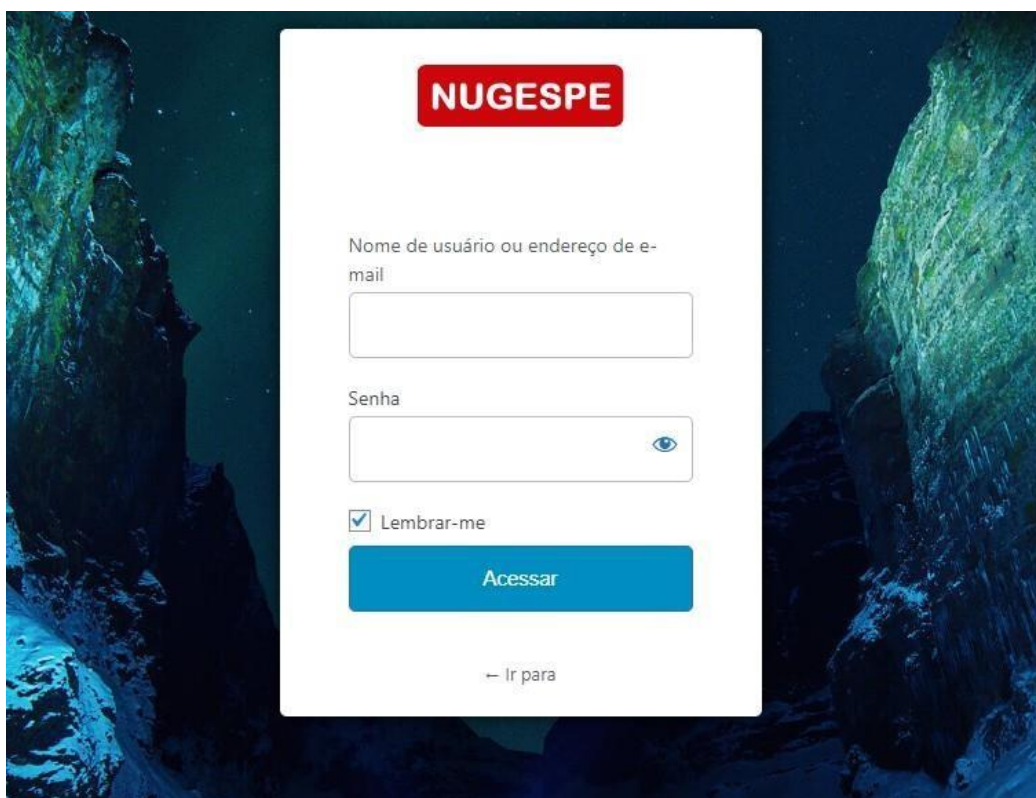 NUGESPE
Nome de usuário ou endereço de e-
mail
Senha
Lembrar-me
Acessar
← Ir para